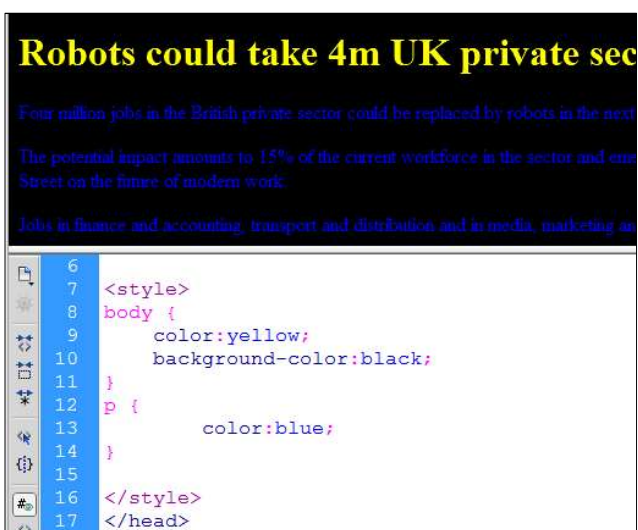 Robots could take 4m UK private sec
Four million jobs in the British private sector could be replaced by robots in the next
The potential impact amounts to 15% of the current workforce in the sector and eme
Street on the future of modern work.
Jobs in finance and accounting, transport and distribution and in media, marketing an
6
7 <style>
8 body {
9 color:yellow;
10 background-color:black;
11 }
12 p {
13 color:blue;
14 }
15
16 </style>
17 </head>